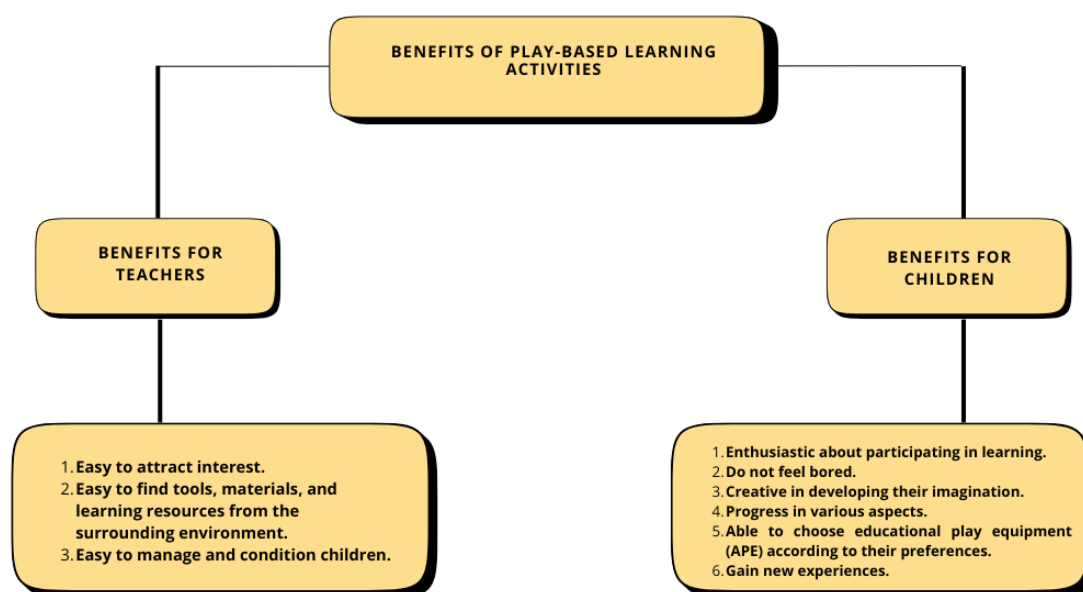 BENEFITS OF PLAY-BASED LEARNING
ACTIVITIES
BENEFITS FOR
TEACHERS
BENEFITS FOR
CHILDREN
1. Easy to attract interest.
2. Easy to find tools, materials, and
learning resources from the
surrounding environment.
3. Easy to manage and condition children.
1. Enthusiastic about participating in learning.
2. Do not feel bored.
3. Creative in developing their imagination.
4. Progress in various aspects.
5. Able to choose educational play equipment
(APE) according to their preferences.
6. Gain new experiences.